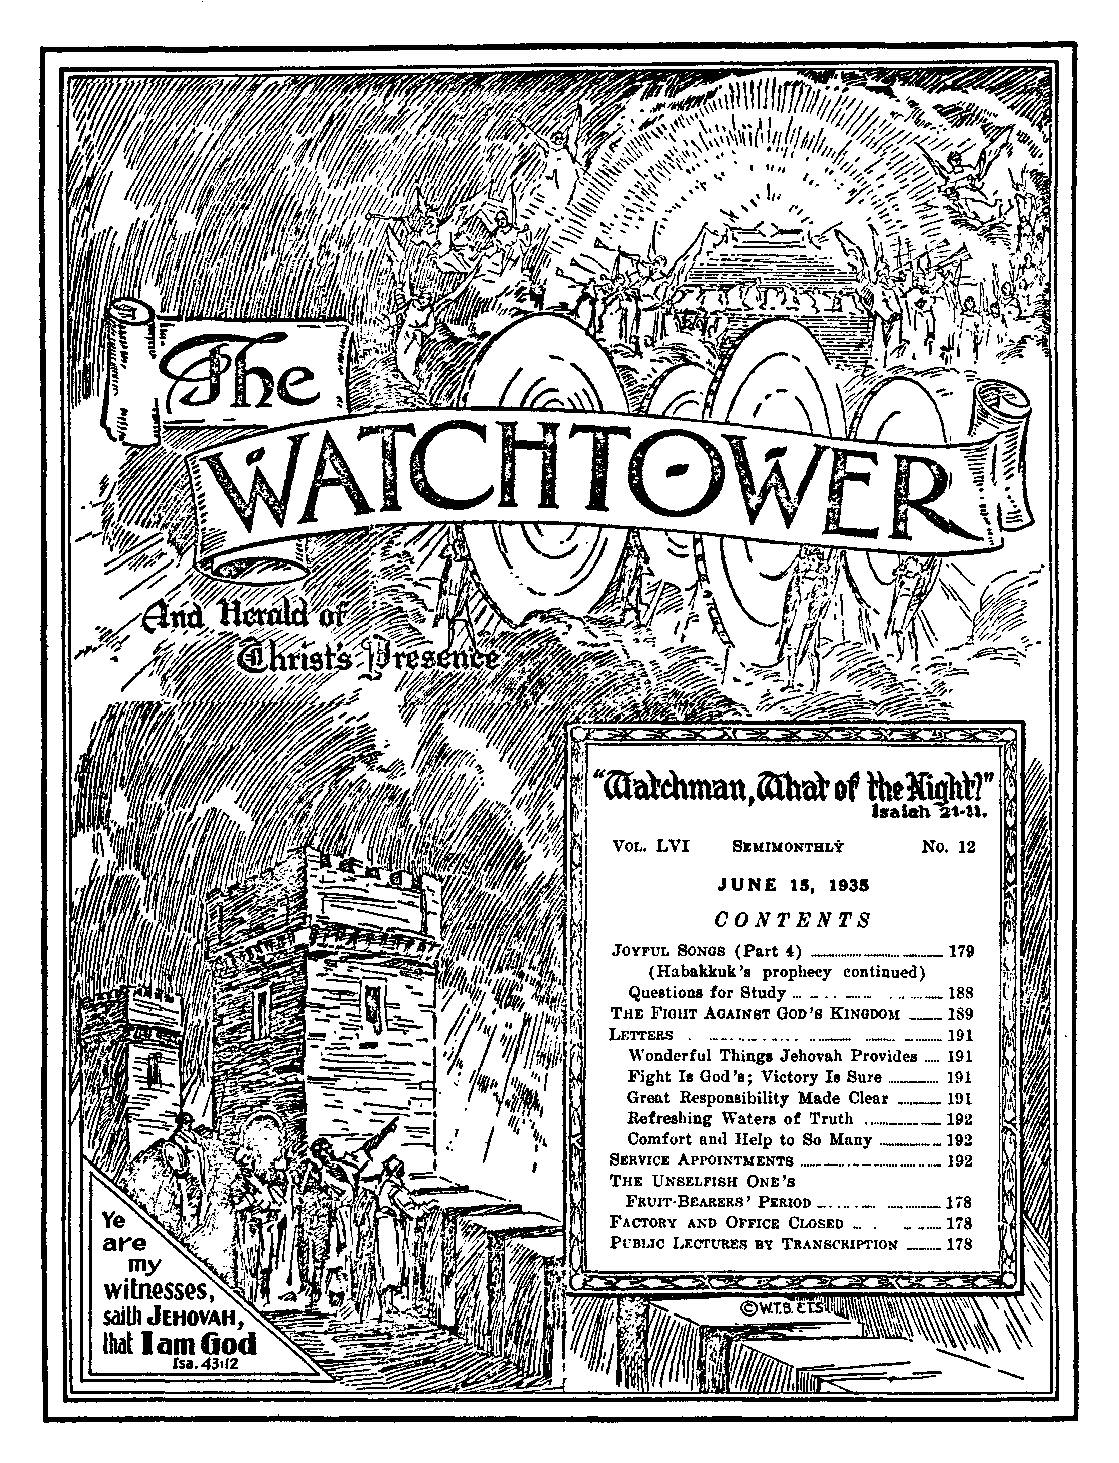 The
WATCHTOWER
And Herald of
Christ's Presence
"Watchman, What of the Night?"
Isaiah 21-11.
VOL. LVI SEMIMONTHLY No. 12
JUNE 15, 1935
CONTENTS
JOYFUL SONGS (Part 4) 179
(Habakkuk's prophecy continued)
Questions for Study 188
THE FIGHT AGAINST GOD'S KINGDOM 189
LETTERS 191
Wonderful Things Jehovah Provides 191
Fight Is God's; Victory Is Sure 191
Great Responsibility Made Clear 191
Refreshing Waters of Truth 192
Comfort and Help to So Many 192
SERVICE APPOINTMENTS 192
THE UNSELFISH ONE'S
FRUIT-BEARERS' PERIOD 178
FACTORY AND OFFICE CLOSED 178
PUBLIC LECTURES BY TRANSCRIPTION 178
©W.T.B. & T.S.
Ye
are
my
witnesses,
saith JEHOVAH,
that I am God
Isa. 43:12